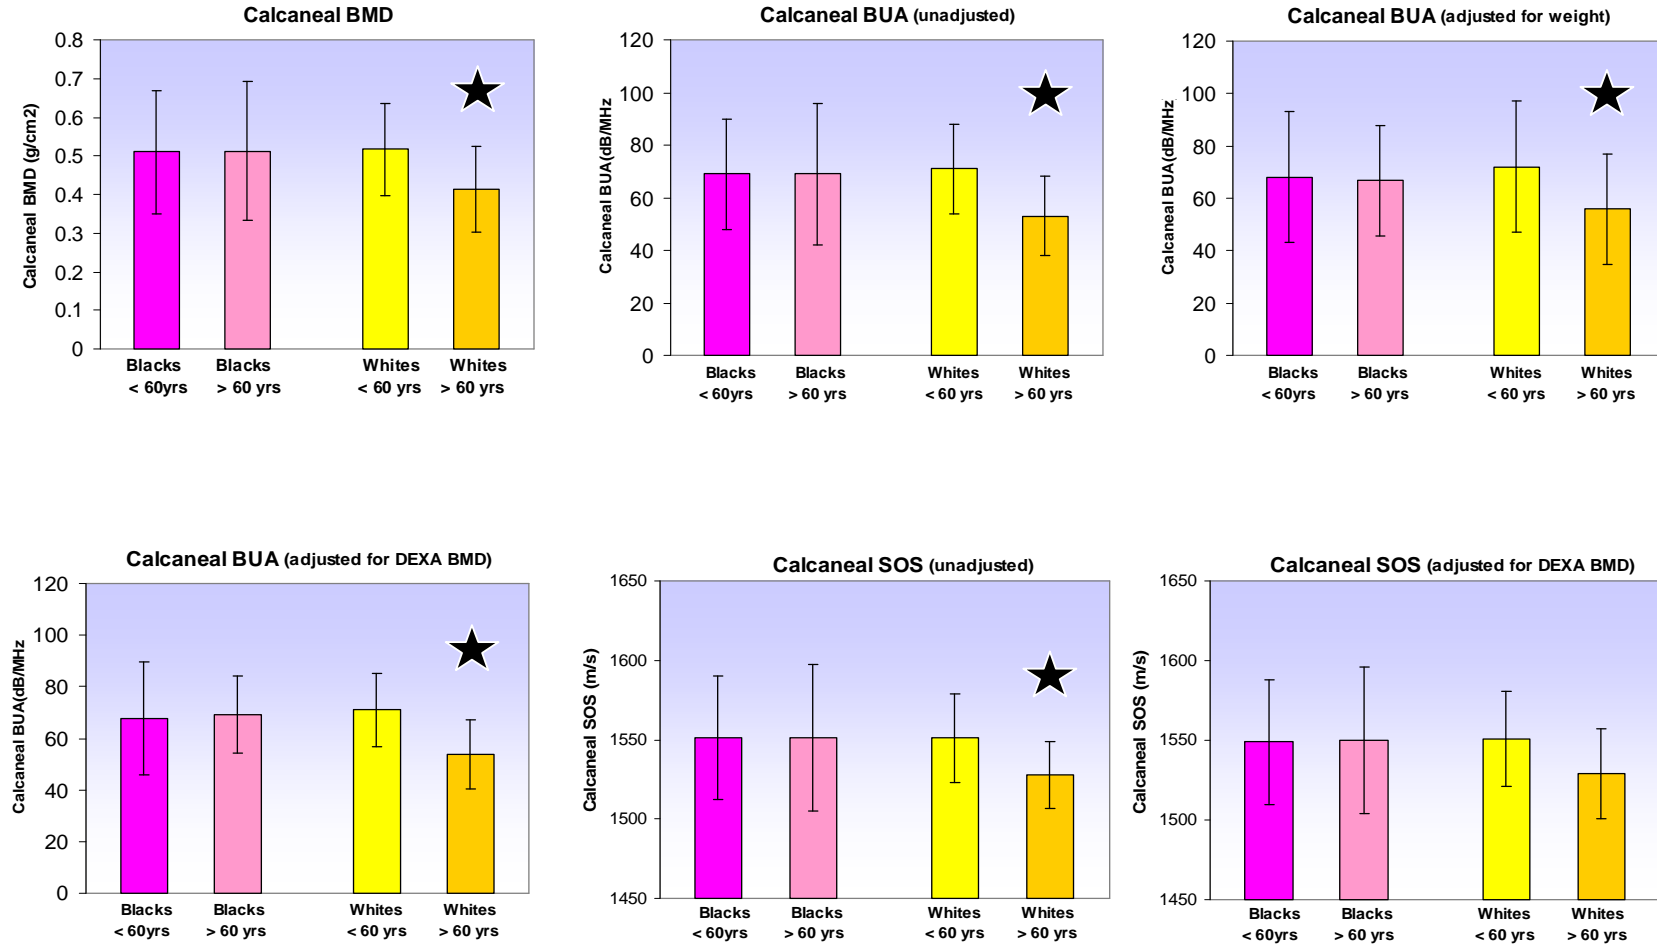 Calcaneal BMD
0.8
0.7
0.6
0.5
0.4
0.3
0.2
0.1
0
Calcaneal BMD (g/cm2)
Blacks Blacks Whites Whites
< 60yrs > 60 yrs < 60 yrs > 60 yrs
Calcaneal BUA (unadjusted)
120
100
80
60
40
20
0
Calcaneal BUA(dB/MHz
Blacks Blacks Whites Whites
< 60yrs > 60 yrs < 60 yrs > 60 yrs
Calcaneal BUA (adjusted for weight)
120
100
80
60
40
20
0
Calcaneal BUA(dB/MHz
Blacks Blacks Whites Whites
< 60yrs > 60 yrs < 60 yrs > 60 yrs
Calcaneal BUA (adjusted for DEXA BMD)
120
100
80
60
40
20
0
Calcaneal BUA(dB/MHz
Blacks Blacks Whites Whites
< 60yrs > 60 yrs < 60 yrs > 60 yrs
Calcaneal SOS (unadjusted)
1650
1600
1550
1500
1450
Calcaneal SOS (m/s)
Blacks Blacks Whites Whites
< 60yrs > 60 yrs < 60 yrs > 60 yrs
Calcaneal SOS (adjusted for DEXA BMD)
1650
1600
1550
1500
1450
Calcaneal SOS (m/s)
Blacks Blacks Whites Whites
< 60yrs > 60 yrs < 60 yrs > 60 yrs